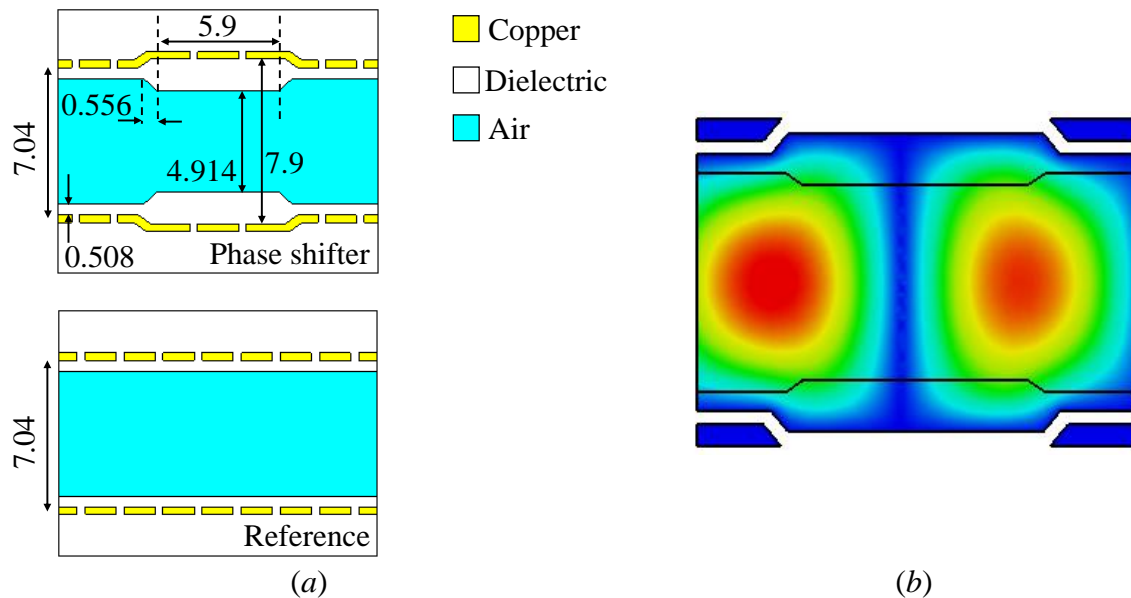 5.9
0.556
7.04
4.914
7.9
0.508
Phase shifter
Copper
Dielectric
Air
7.04
Reference
(a)
(b)